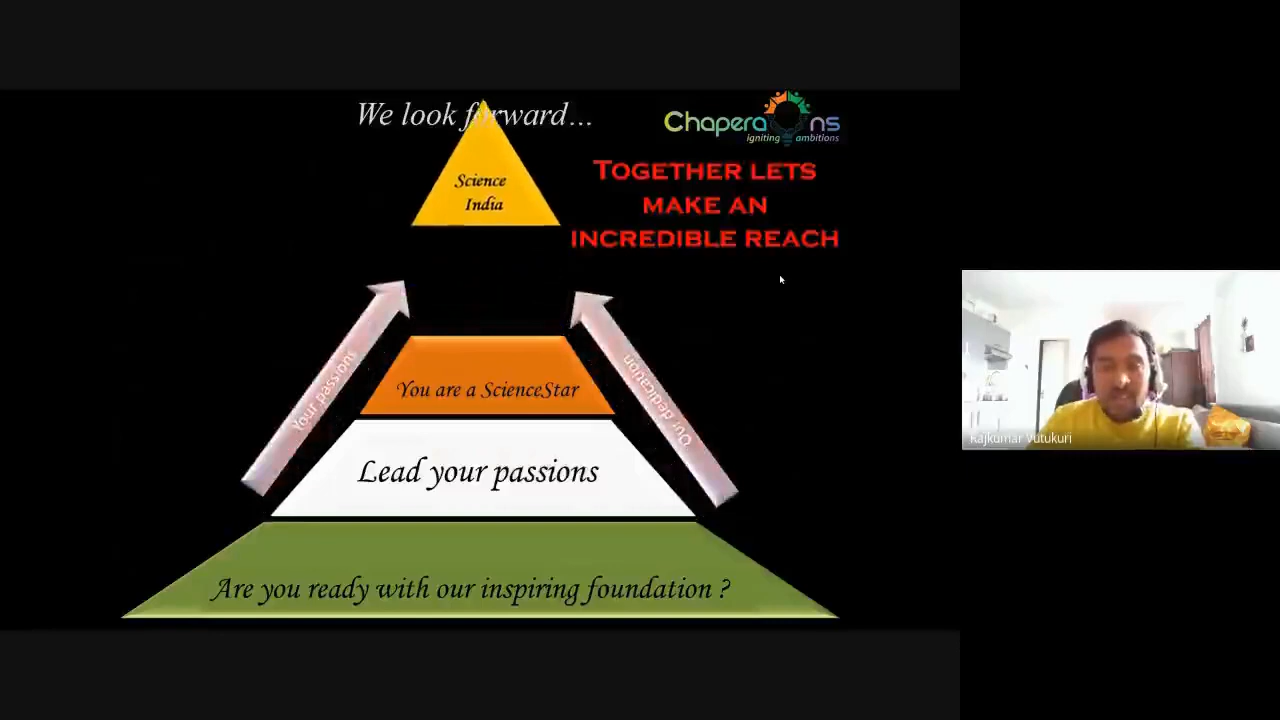 We look forward...
Chaperons
igniting ambitions
TOGETHER LETS
MAKE AN
INCREDIBLE REACH
Science
India
Your passions
Our dedication
You are a ScienceStar
Lead your passions
Are you ready with our inspiring foundation ?
Rajkumar Vutukuri